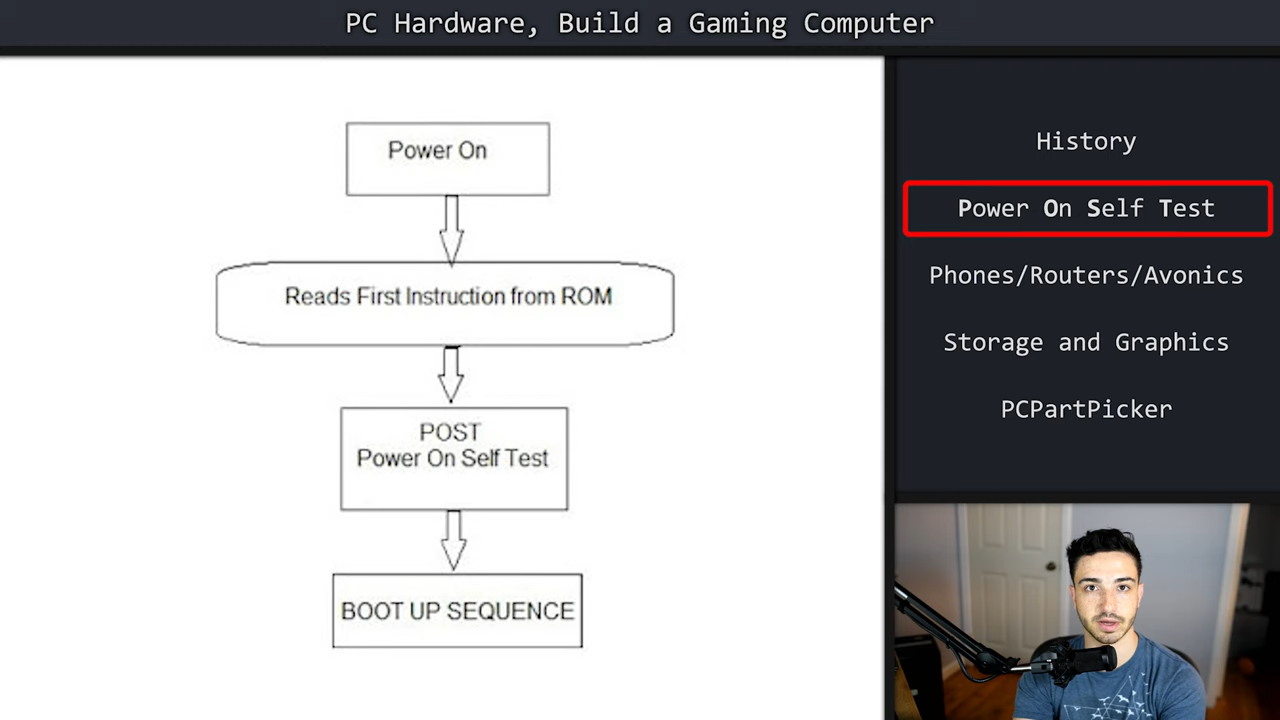 PC Hardware, Build a Gaming Computer
Power On
Reads First Instruction from ROM
POST
Power On Self Test
BOOT UP SEQUENCE
History
Power On Self Test
Phones/Routers/Avonics
Storage and Graphics
PCPartPicker